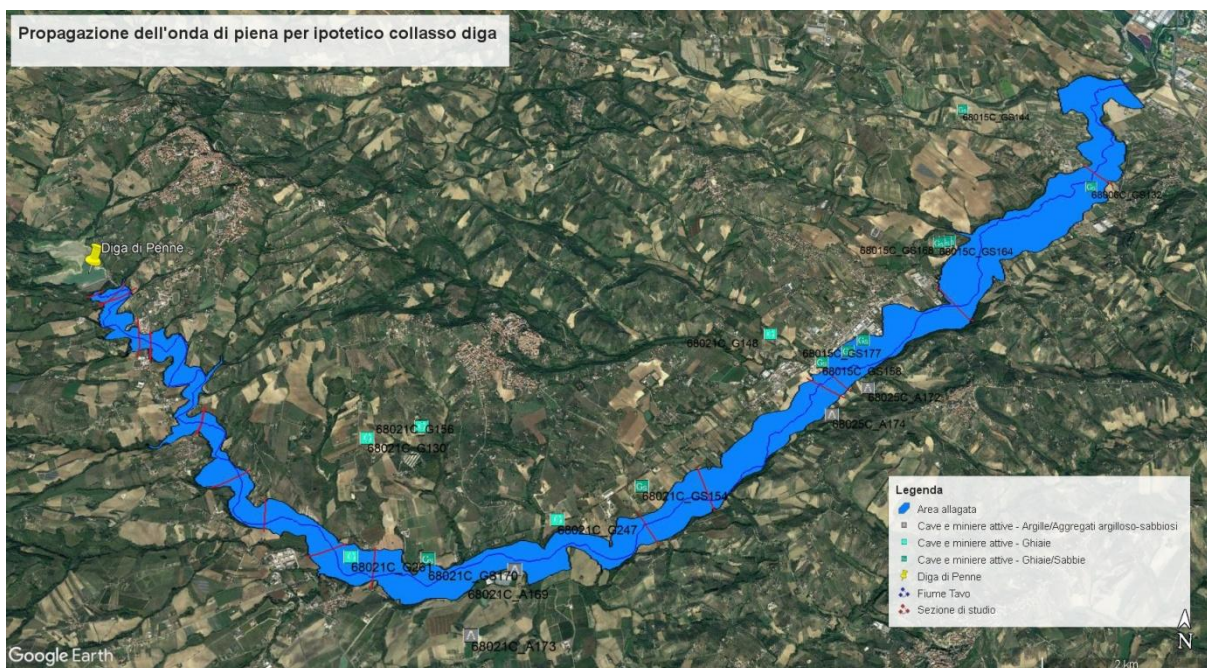 Propagazione dell'onda di piena per ipotetico collasso diga
68015C_GS144
Diga di Penne
68015C_GS164
68021C_G148
68015C_GS177
68015C_GS158
68025C_A172
68025C_A174
68021C_G156
68021C_G130
68021C_GS154
68021C_G247
68021C_G261
68021C_GS170
68021C_A169
68021C_A173
Legenda
Area allagata
Cave e miniere attive - Argille/Aggregati argilloso-sabbiosi
Cave e miniere attive - Ghiaie
Cave e miniere attive - Ghiaie/Sabbie
Diga di Penne
Fiume Tavo
Sezione di studio
N
Google Earth
2 km